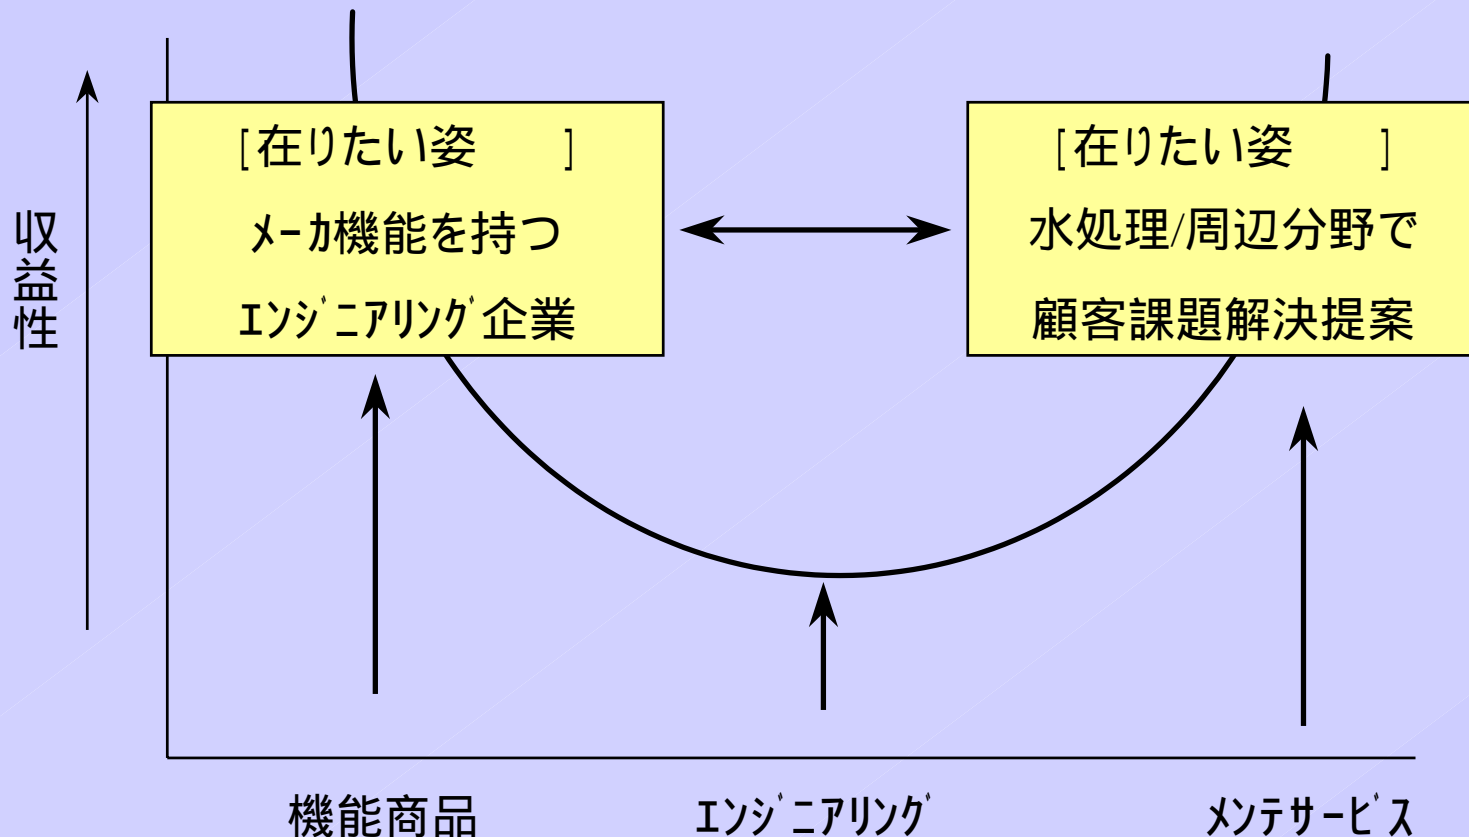 収益性
[在りたい姿　　]
ﾒｰｶ機能を持つ
ｴﾝｼﾞﾆｱﾘﾝｸﾞ企業
[在りたい姿　　]
水処理/周辺分野で
顧客課題解決提案
機能商品
ｴﾝｼﾞﾆｱﾘﾝｸﾞ
ﾒﾝﾃｻｰﾋﾞｽ